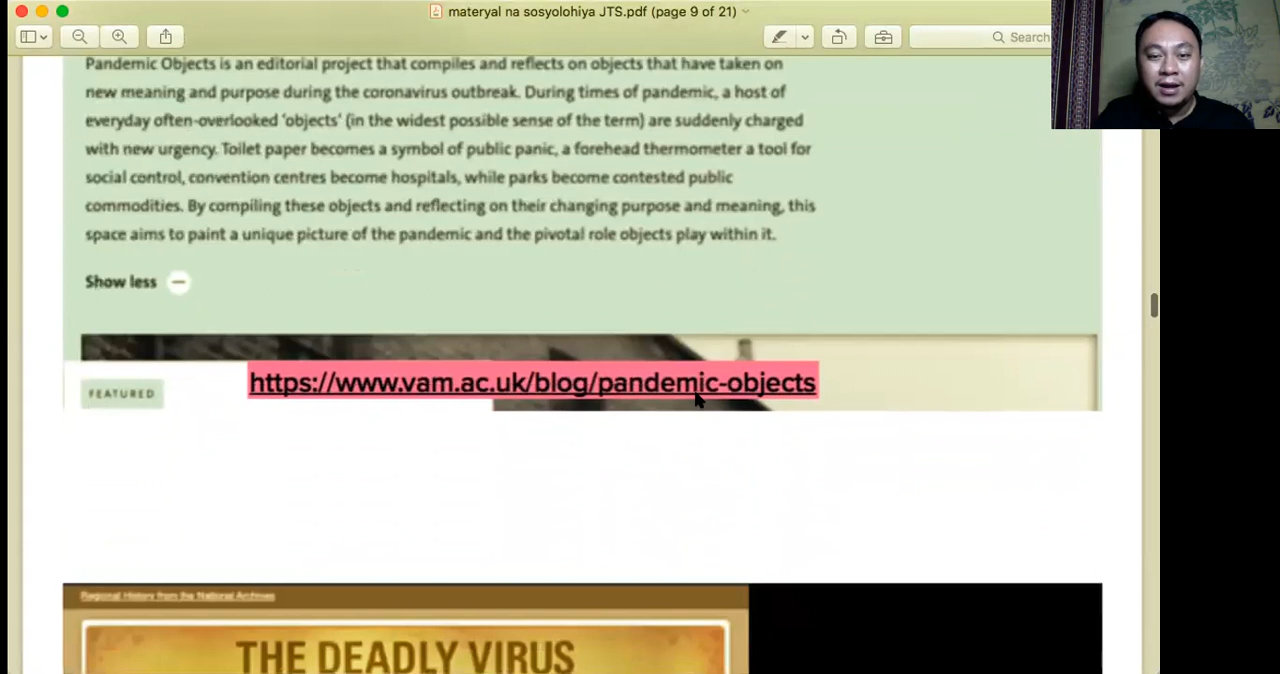 materyal na sosyolohiya JTS.pdf (page 9 of 21)
Search
Pandemic Objects is an editorial project that compiles and reflects on objects that have taken on
new meaning and purpose during the coronavirus outbreak. During times of pandemic, a host of
everyday often-overlooked 'objects' (in the widest possible sense of the term) are suddenly charged
with new urgency. Toilet paper becomes a symbol of public panic, a forehead thermometer a tool for
social control, convention centres become hospitals, while parks become contested public
commodities. By compiling these objects and reflecting on their changing purpose and meaning, this
space aims to paint a unique picture of the pandemic and the pivotal role objects play within it.
Show less
https://www.vam.ac.uk/blog/pandemic-objects
FEATURED
Regional History from the National Archives
THE DEADLY VIRUS